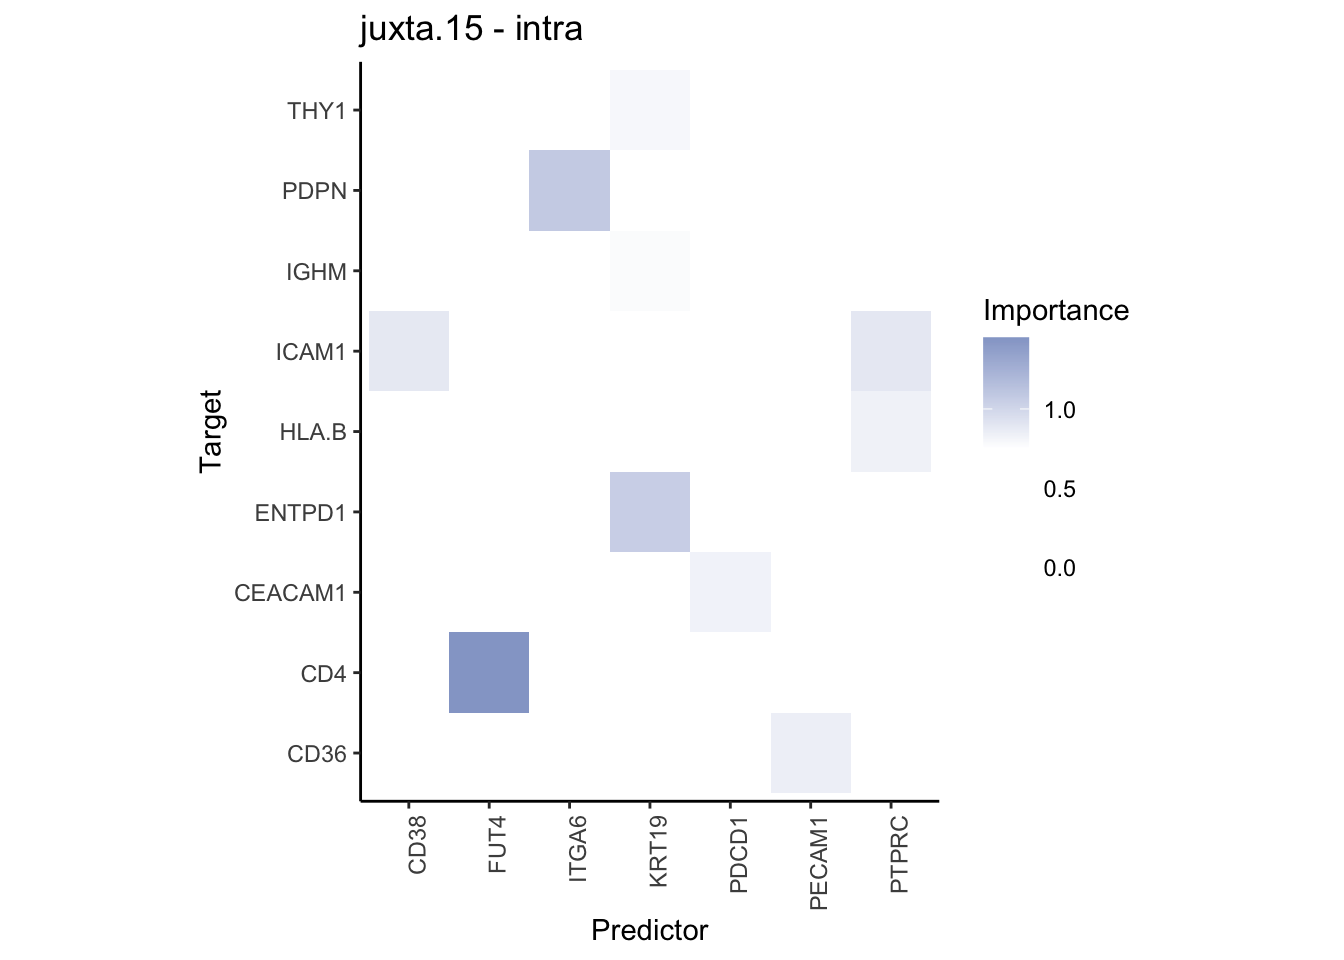 juxta.15 - intra
THY1
PDPN
IGHM
ICAM1
HLA.B
ENTPD1
CEACAM1
CD4
CD36
Target
CD38
FUT4
ITGA6
KRT19
PDCD1
PECAM1
PTPRC
Predictor
Importance
1.0
0.5
0.0